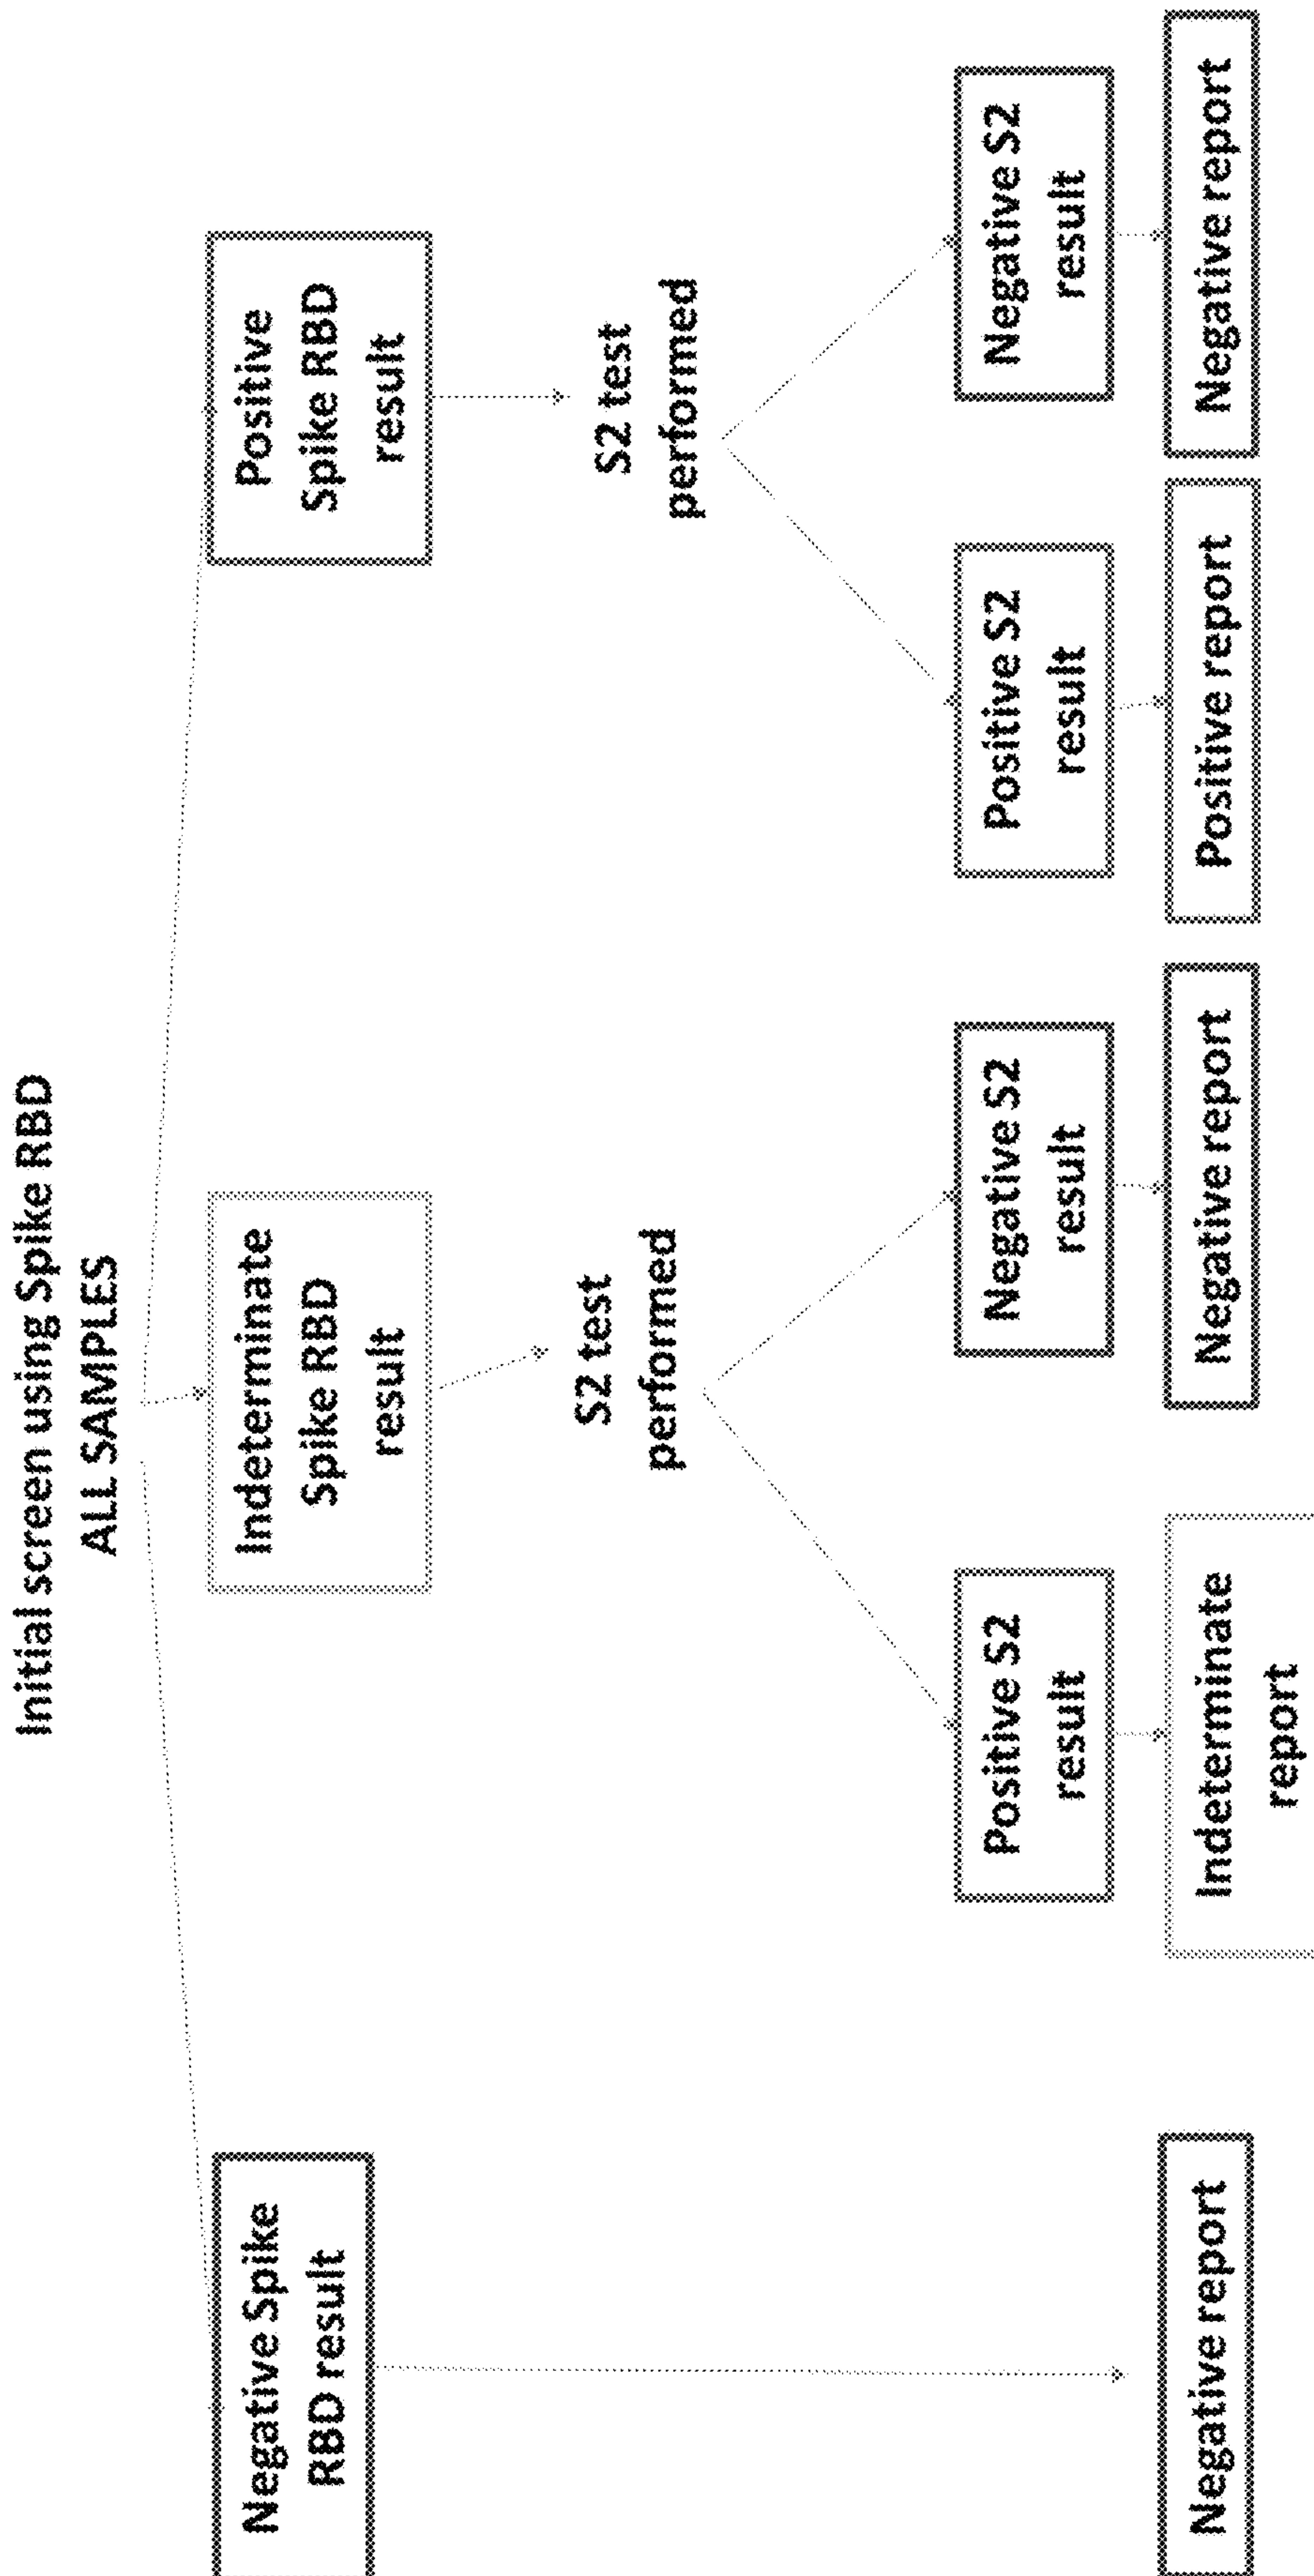 Initial screen using Spike RBD
ALL SAMPLES
Negative Spike
RBD result
Indeterminate
Spike RBD
result
Positive
Spike RBD
result
S2 test
performed
S2 test
performed
Positive S2
result
Negative S2
result
Positive S2
result
Negative S2
result
Negative report
Indeterminate
report
Negative report
Positive report
Negative report